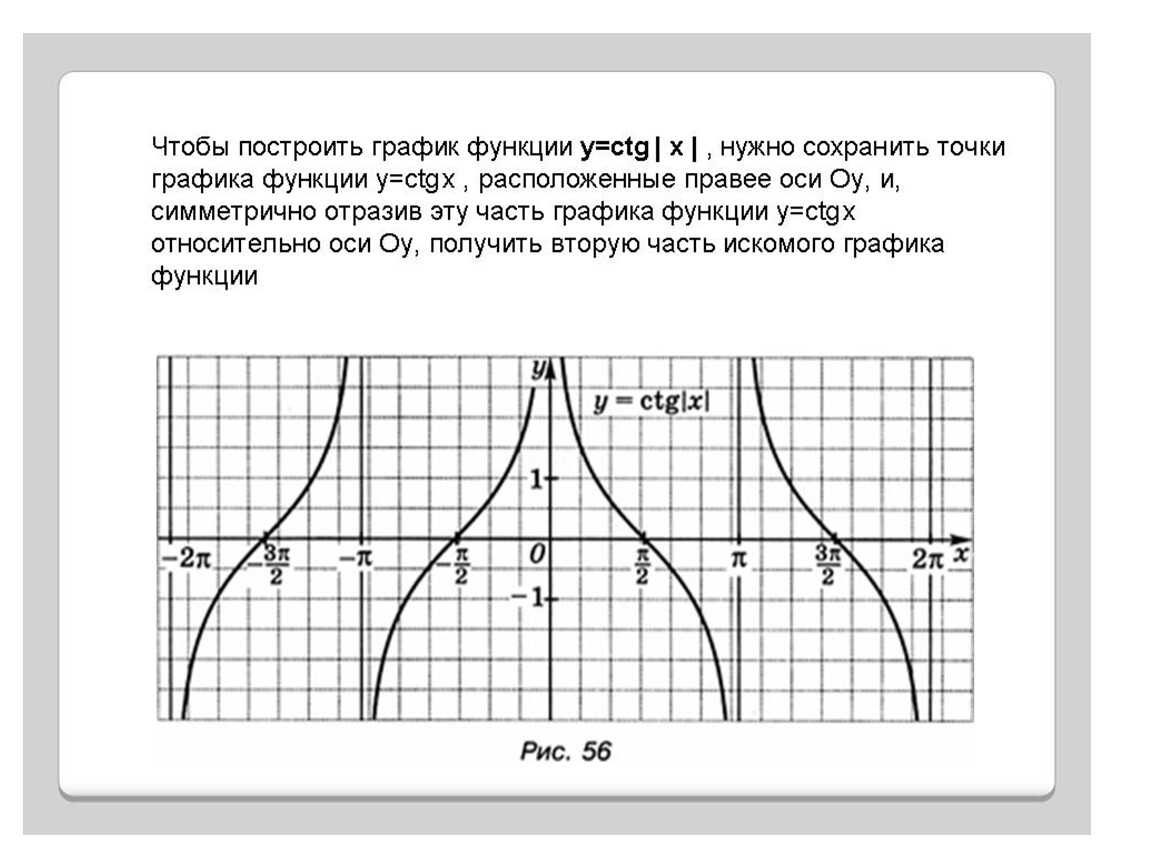 Чтобы построить график функции y=ctg| x | , нужно сохранить точки
графика функции y=ctgx , расположенные правее оси Оу, и,
симметрично отразив эту часть графика функции y=ctgx
относительно оси Оу, получить вторую часть искомого графика
функции
y
y = ctg|x|
1
-2π -3π/2 -π -π/2 0 π/2 π 3π/2 2π x
-1
Рис. 56